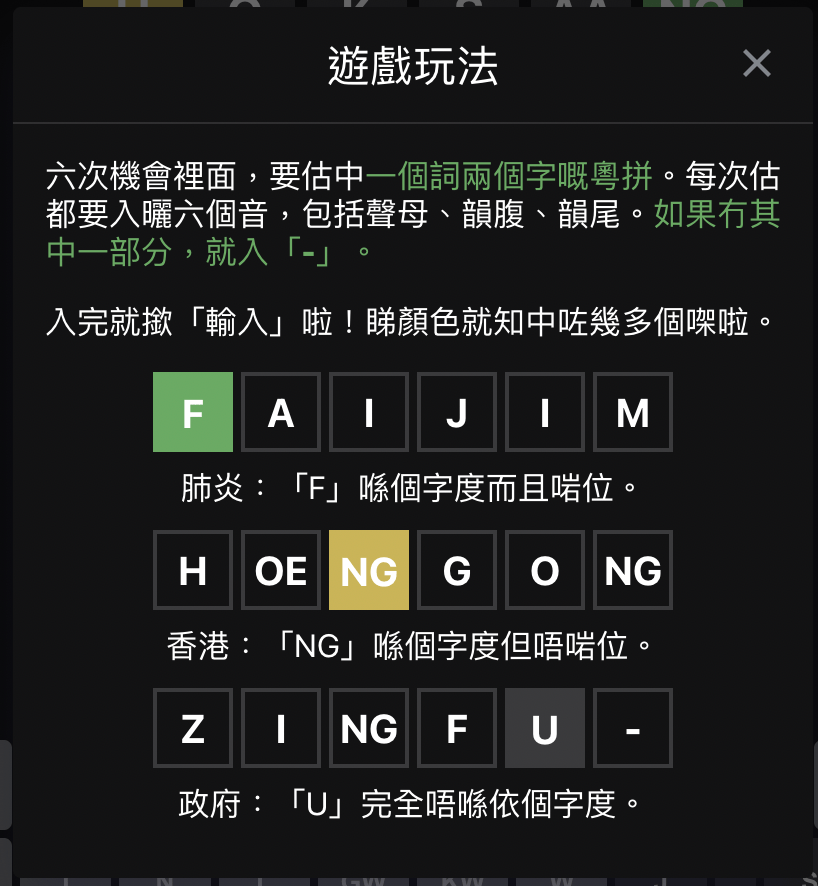 遊戲玩法
六次機會裡面，要估中一個詞兩個字嘅粵拼。每次估
都要入曬六個音，包括聲母、韻腹、韻尾。如果冇其
中一部分，就入「-」。
入完就撳「輸入」啦！睇顏色就知中咗幾多個㗎啦。
F A I J I M
肺炎：「F」喺個字度而且啱位。
H OE NG G O NG
香港：「NG」喺個字度但唔啱位。
Z I NG F U -
政府：「U」完全唔喺依個字度。